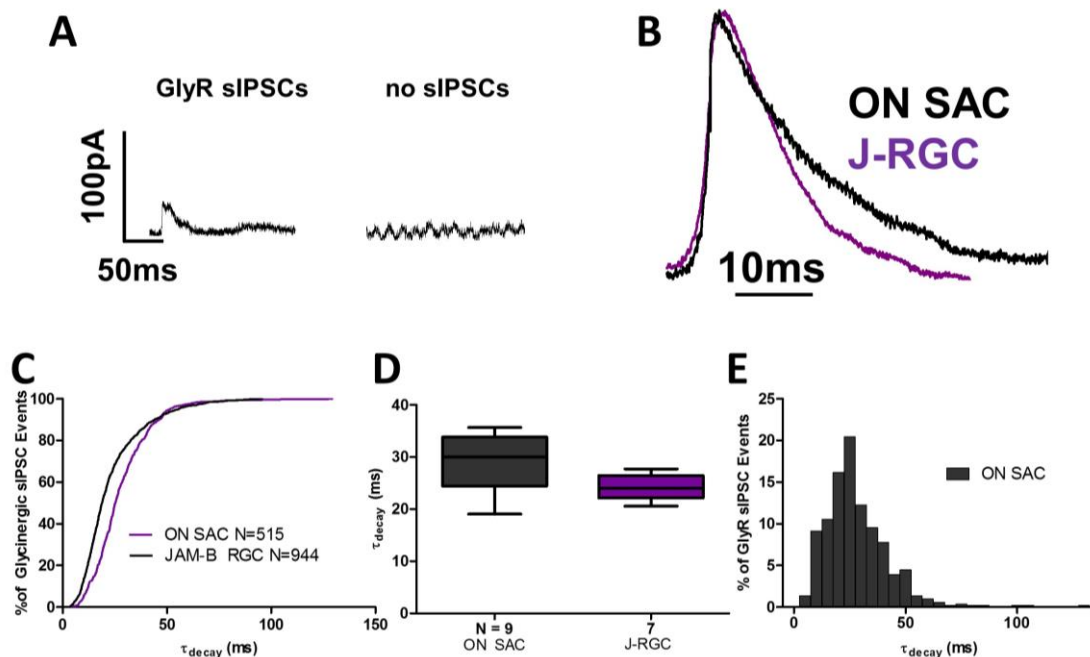 A
GlyR sIPSCs
no sIPSCs
100pA
50ms
B
ON SAC
J-RGC
10ms
C
%of Glycinergic sIPSC Events
100
80
60
40
20
0
ON SAC N=515
JAM-B RGC N=944
0
50
100
150
τdecay (ms)
D
τdecay (ms)
40
30
20
10
0
N = 9
7
ON SAC
J-RGC
E
% of GlyR sIPSC Events
25
20
15
10
5
0
ON SAC
0
50
100
τdecay (ms)